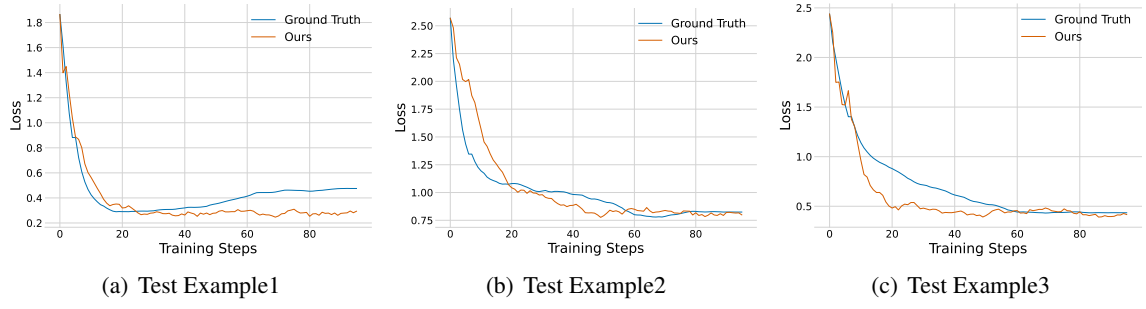 1.8
1.6
1.4
1.2
1.0
0.8
0.6
0.4
0.2
Loss
Ground Truth
Ours
0
20
40
60
80
Training Steps
(a) Test Example1
2.50
2.25
2.00
1.75
1.50
1.25
1.00
0.75
Loss
Ground Truth
Ours
0
20
40
60
80
Training Steps
(b) Test Example2
2.5
2.0
1.5
1.0
0.5
Loss
Ground Truth
Ours
0
20
40
60
80
Training Steps
(c) Test Example3